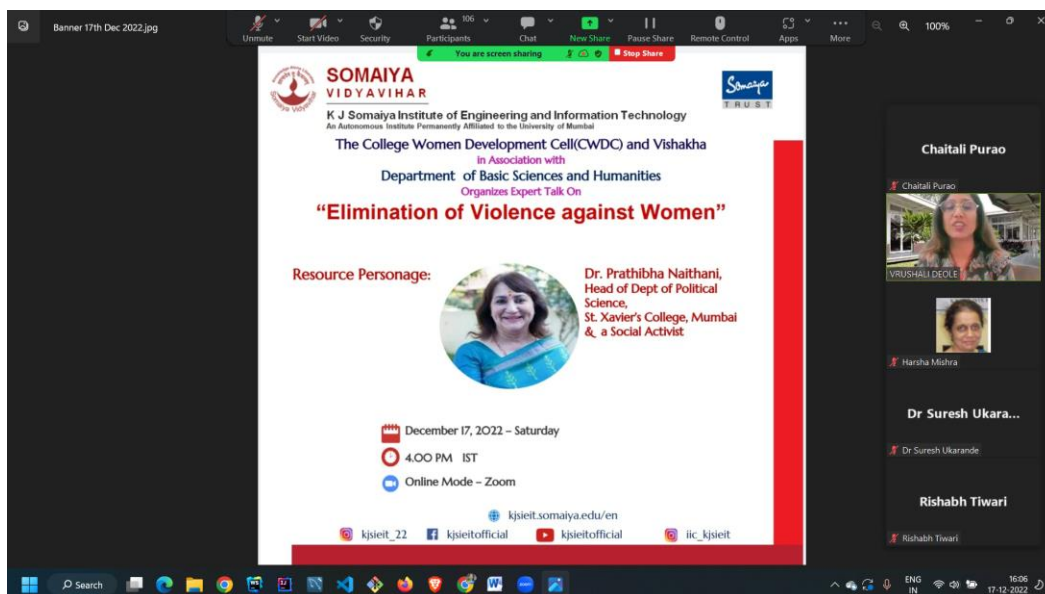 Banner 17th Dec 2022.jpg
106
Unmute
Start Video
Security
Participants
Chat
New Share
Pause Share
Remote Control
Apps
More
100%
You are screen sharing
Stop Share
SOMAIYA
VIDYAVIHAR
Somaiya
TRUST
K J Somaiya Institute of Engineering and Information Technology
An Autonomous Institute Permanently Affiliated to the University of Mumbai
The College Women Development Cell(CWDC) and Vishakha
in Association with
Department of Basic Sciences and Humanities
Organizes Expert Talk On
“Elimination of Violence against Women”
Resource Personage:
Dr. Prathibha Naithani,
Head of Dept of Political
Science,
St. Xavier's College, Mumbai
& a Social Activist
December 17, 2022 – Saturday
4.00 PM IST
Online Mode – Zoom
kjsieit.somaiya.edu/en
kjsieit_22
kjsieitofficial
kjsieitofficial
iic_kjsieit
Chaitali Purao
Chaitali Purao
VRUSHALI DEOLE
Harsha Mishra
Dr Suresh Ukara...
Dr Suresh Ukarande
Rishabh Tiwari
Rishabh Tiwari
Search
ENG
IN
16:06
17-12-2022